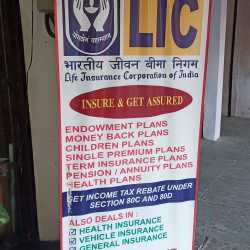 LIC
भारतीय जीवन बीमा निगम
Life Insurance Corporation of India
INSURE & GET ASSURED
ENDOWMENT PLANS
MONEY BACK PLANS
CHILDREN PLANS
SINGLE PREMIUM PLANS
TERM INSURANCE PLANS
PENSION / ANNUITY PLANS
HEALTH PLANS
GET INCOME TAX REBATE UNDER
SECTION 80C AND 80D
ALSO DEALS IN :
HEALTH INSURANCE
VEHICLE INSURANCE
GENERAL INSURANCE